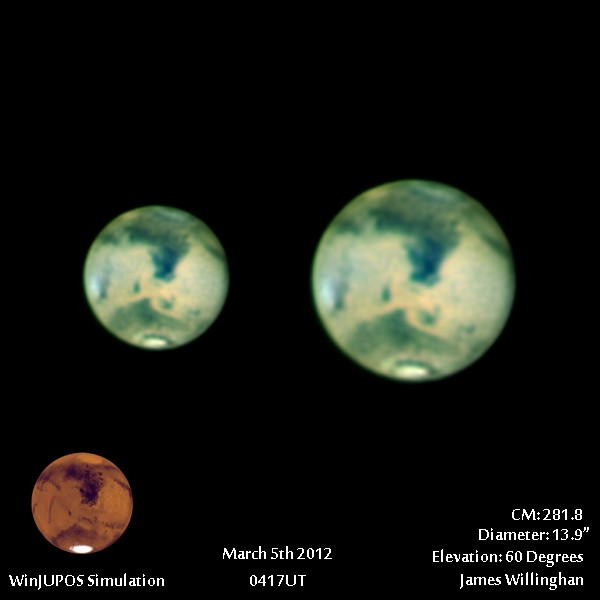 CM: 281.8
Diameter: 13.9"
Elevation: 60 Degrees
James Willinghan
March 5th 2012
0417UT
WinJUPOS Simulation